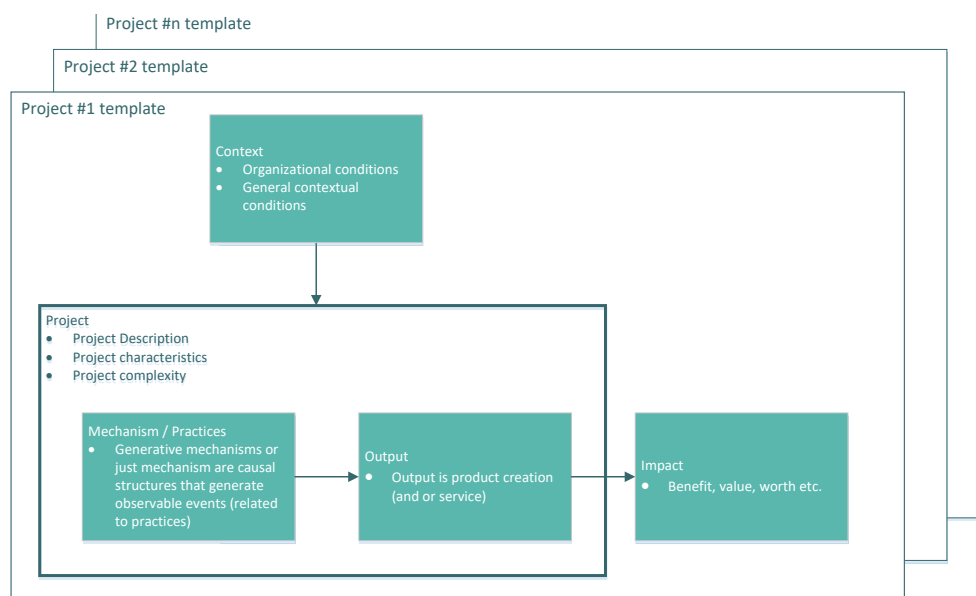 Project #n template
Project #2 template
Project #1 template
Context
● Organizational conditions
● General contextual
conditions
Project
● Project Description
● Project characteristics
● Project complexity
Mechanism / Practices
● Generative mechanisms or
just mechanism are causal
structures that generate
observable events (related
to practices)
Output
● Output is product creation
(and or service)
Impact
● Benefit, value, worth etc.